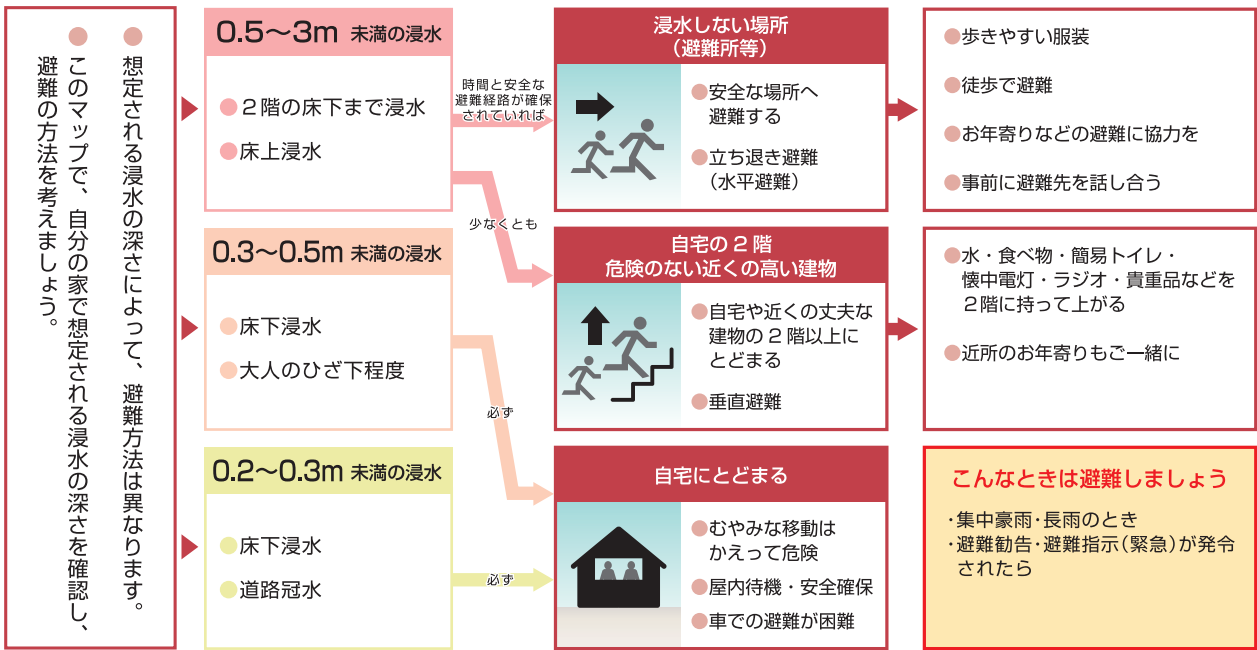 ●想定される浸水の深さによって、避難方法は異なります。
●このマップで、自分の家で想定される浸水の深さを確認し、
避難の方法を考えましょう。
0.5〜3m 未満の浸水
●2階の床下まで浸水
●床上浸水
時間と安全な
避難経路が確保
されていれば
少なくとも
浸水しない場所
(避難所等)
●安全な場所へ
避難する
●立ち退き避難
(水平避難)
●歩きやすい服装
●徒歩で避難
●お年寄りなどの避難に協力を
●事前に避難先を話し合う
0.3〜0.5m 未満の浸水
●床下浸水
●大人のひざ下程度
必ず
自宅の2階
危険のない近くの高い建物
●自宅や近くの丈夫な
建物の2階以上に
とどまる
●垂直避難
●水・食べ物・簡易トイレ・
懐中電灯・ラジオ・貴重品などを
2階に持って上がる
●近所のお年寄りもご一緒に
0.2〜0.3m 未満の浸水
●床下浸水
●道路冠水
必ず
自宅にとどまる
●むやみな移動は
かえって危険
●屋内待機・安全確保
●車での避難が困難
こんなときは避難しましょう
・集中豪雨・長雨のとき
・避難勧告・避難指示(緊急)が発令
されたら